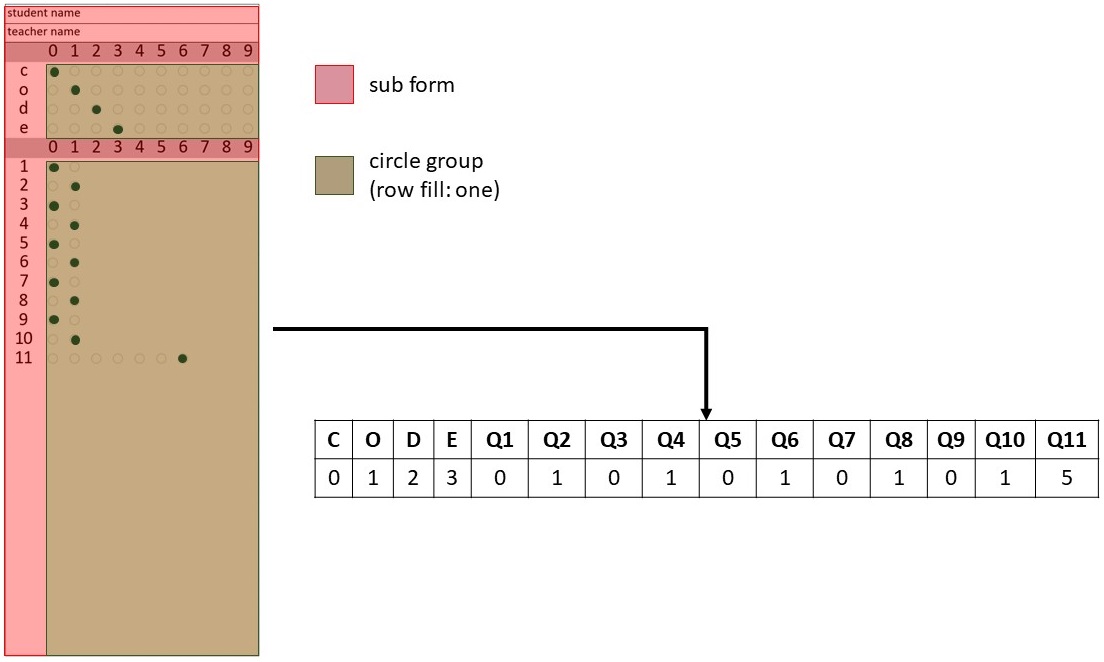 student name
teacher name
0 1 2 3 4 5 6 7 8 9
c
o
d
e
0 1 2 3 4 5 6 7 8 9
1
2
3
4
5
6
7
8
9
10
11
sub form
circle group
(row fill: one)
C O D E Q1 Q2 Q3 Q4 Q5 Q6 Q7 Q8 Q9 Q10 Q11
0 1 2 3 0 1 0 1 0 1 0 1 0 1 5